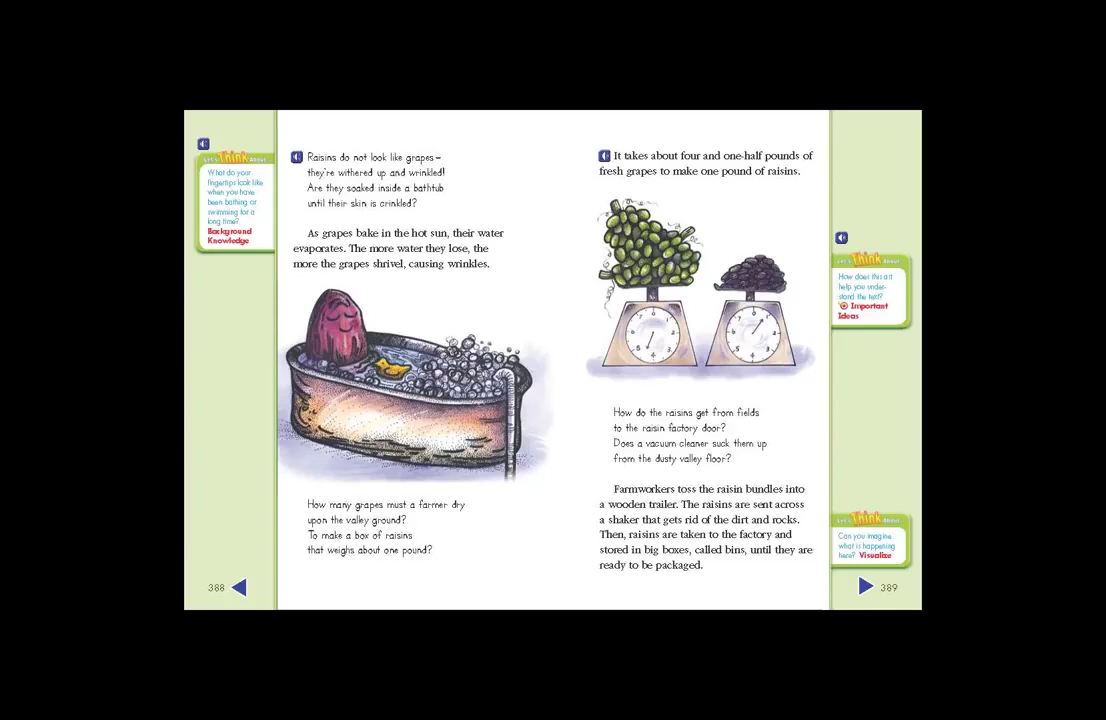 Let's Think About...
What do your
fingertips look like
when you have
been bathing or
swimming for a
long time?
Background
Knowledge
Raisins do not look like grapes–
they're withered up and wrinkled!
Are they soaked inside a bathtub
until their skin is crinkled?
As grapes bake in the hot sun, their water
evaporates. The more water they lose, the
more the grapes shrivel, causing wrinkles.
How many grapes must a farmer dry
upon the valley ground?
To make a box of raisins
that weighs about one pound?
388
It takes about four and one-half pounds of
fresh grapes to make one pound of raisins.
How do the raisins get from fields
to the raisin factory door?
Does a vacuum cleaner suck them up
from the dusty valley floor?
Farmworkers toss the raisin bundles into
a wooden trailer. The raisins are sent across
a shaker that gets rid of the dirt and rocks.
Then, raisins are taken to the factory and
stored in big boxes, called bins, until they are
ready to be packaged.
Let's Think About...
How does this art
help you under-
stand the text?
Important
Ideas
Let's Think About...
Can you imagine
what is happening
here? Visualize
389